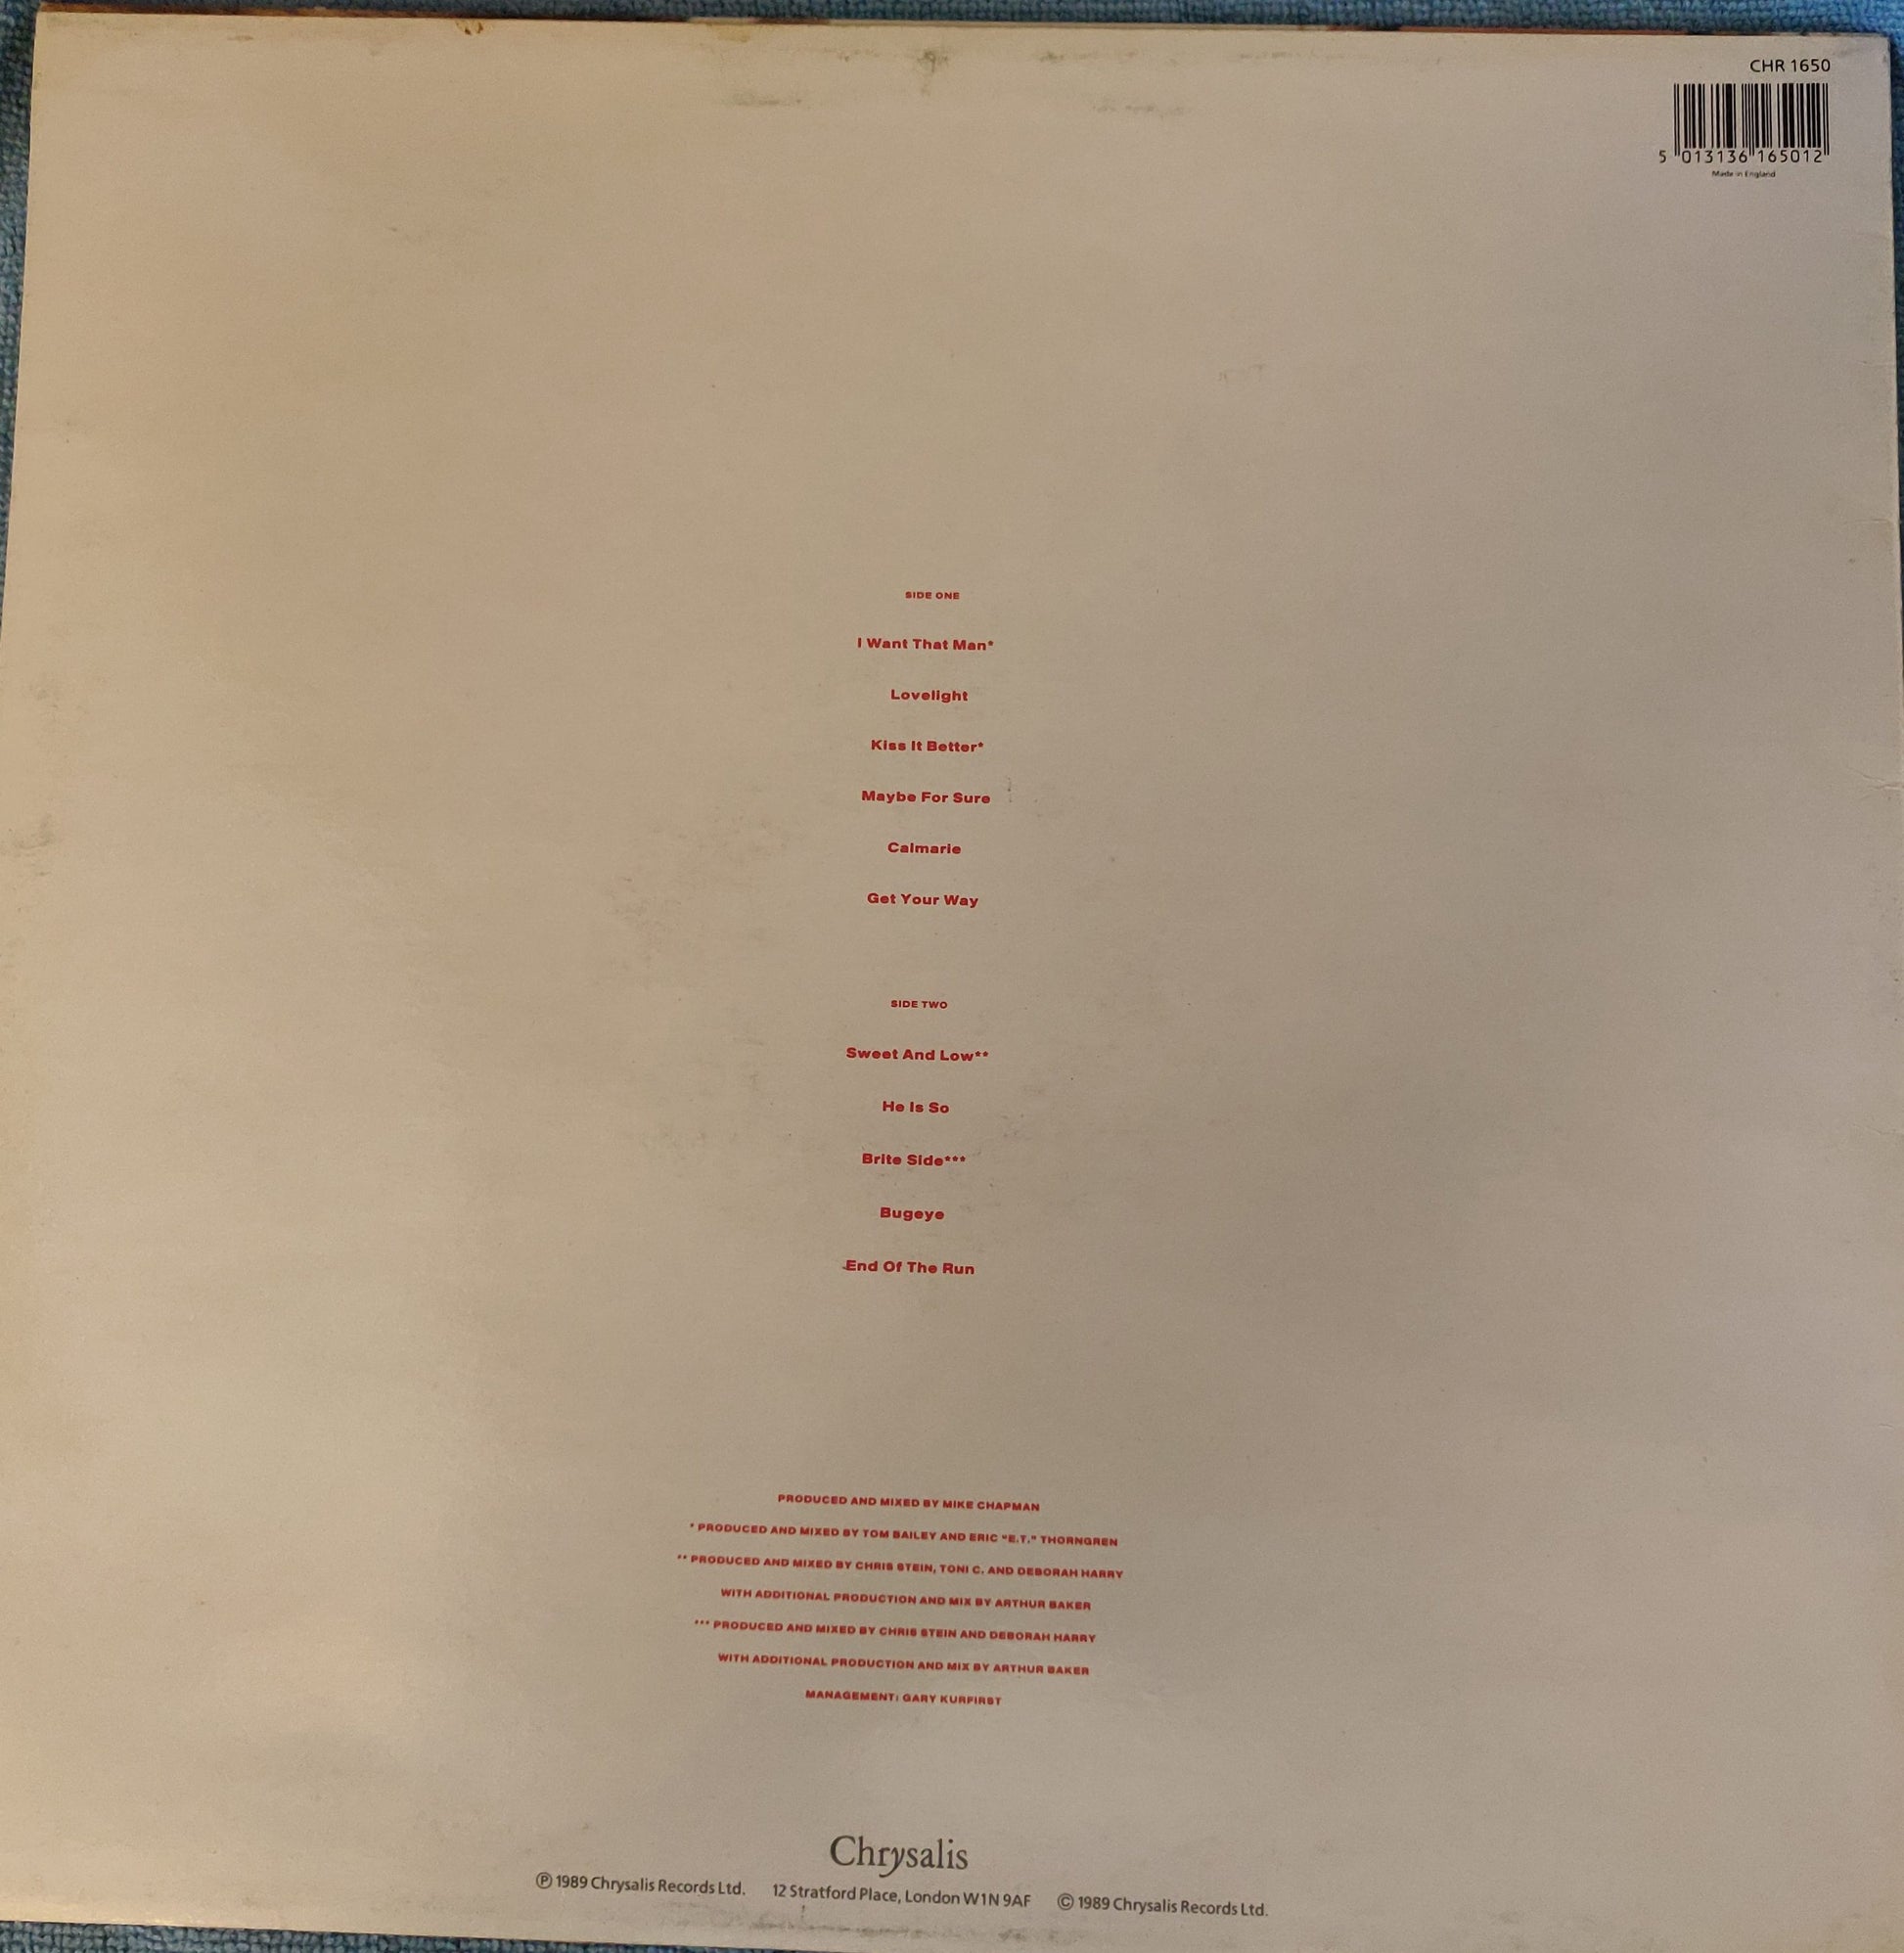 CHR 1650
5 013136 165012
Made in England
SIDE ONE
I Want That Man*
Lovelight
Kiss It Better*
Maybe For Sure
Calmarie
Get Your Way
SIDE TWO
Sweet And Low**
He Is So
Brite Side***
Bugeye
End Of The Run
PRODUCED AND MIXED BY MIKE CHAPMAN
* PRODUCED AND MIXED BY TOM BAILEY AND ERIC "E.T." THORNGREN
** PRODUCED AND MIXED BY CHRIS STEIN, TONI C. AND DEBORAH HARRY
WITH ADDITIONAL PRODUCTION AND MIX BY ARTHUR BAKER
*** PRODUCED AND MIXED BY CHRIS STEIN AND DEBORAH HARRY
WITH ADDITIONAL PRODUCTION AND MIX BY ARTHUR BAKER
MANAGEMENT: GARY KURFIRST
Chrysalis
℗ 1989 Chrysalis Records Ltd. 12 Stratford Place, London W1N 9AF © 1989 Chrysalis Records Ltd.